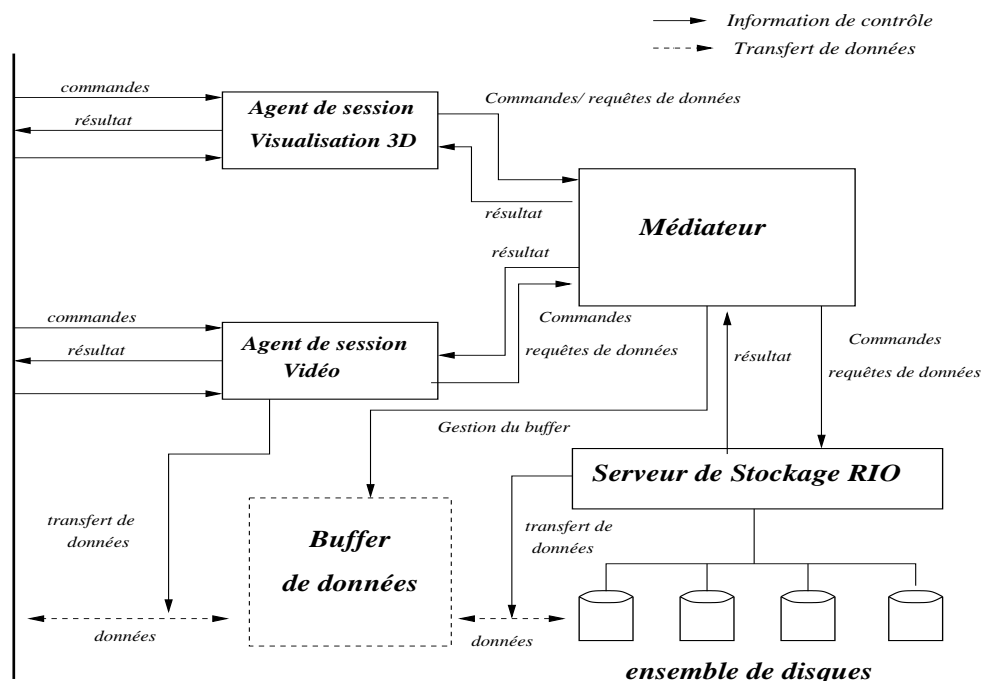 Information de contrôle
Transfert de données
commandes
résultat
Agent de session
Visualisation 3D
Commandes/ requêtes de données
résultat
Médiateur
résultat
commandes
résultat
Agent de session
Vidéo
Commandes
requêtes de données
résultat
Commandes
requêtes de données
Gestion du buffer
Serveur de Stockage RIO
transfert de
données
Buffer
de données
transfert de
données
données
données
ensemble de disques